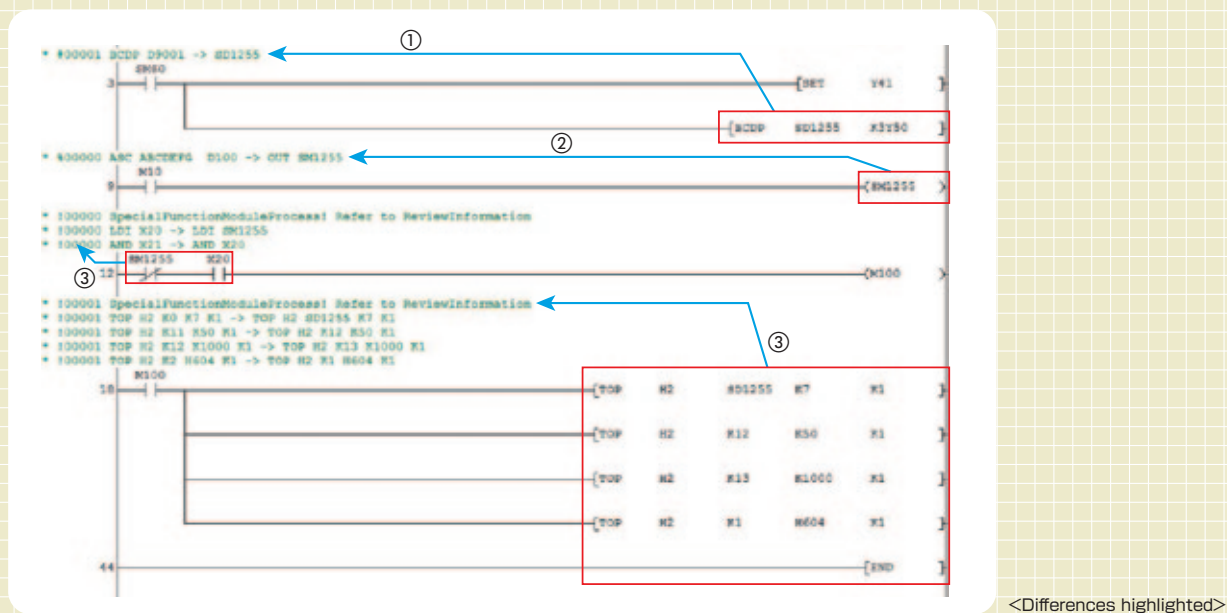 ①
* #00001 BCDP D9001 -> SD1255
SM80
3 [SET Y41 ]
[BCDP SD1255 K3Y50 ]
②
* %00000 ASC ABCDEFG D100 -> OUT SM1255
M10
9 (SM1255 )
* !00000 SpecialFunctionModuleProcess! Refer to ReviewInformation
* !00000 LDI X20 -> LDI SM1255
* !00000 AND X21 -> AND X20
③
SM1255 X20
12 (M100 )
* !00001 SpecialFunctionModuleProcess! Refer to ReviewInformation
* !00001 TOP H2 K0 K7 K1 -> TOP H2 SD1255 K7 K1
* !00001 TOP H2 K11 K50 K1 -> TOP H2 K12 K50 K1
* !00001 TOP H2 K12 K1000 K1 -> TOP H2 K13 K1000 K1
* !00001 TOP H2 K2 H604 K1 -> TOP H2 K1 H604 K1
③
M100
18 [TOP H2 SD1255 K7 K1 ]
[TOP H2 K12 K50 K1 ]
[TOP H2 K13 K1000 K1 ]
[TOP H2 K1 H604 K1 ]
44 [END ]
<Differences highlighted>